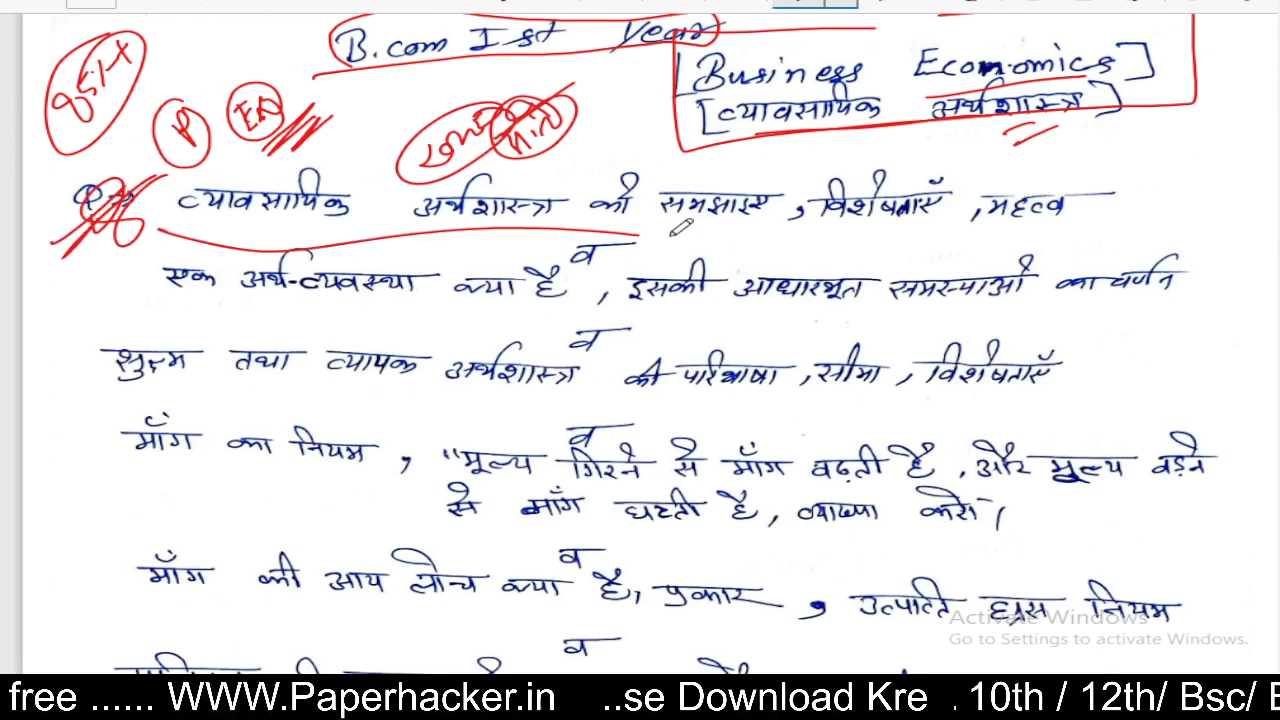 B.com Ist Year
[Business Economics]
[व्यावसायिक अर्थशास्त्र]
व्यावसायिक अर्थशास्त्र को समझाइए, विशेषताएँ, महत्व
व
एक अर्थ-व्यवस्था क्या है, इसकी आधारभूत समस्याओं का वर्णन
व
तथा व्यापक अर्थशास्त्र की परिभाषा, सीमा, विशेषताएँ
व
माँग का नियम, "मूल्य गिरने से माँग बढ़ती है, और मूल्य बड़ने
से माँग घटती है, व्याख्या करो।
व
माँग की आय लोच क्या है, प्रकार, उत्पत्ति ह्रास नियम
व
Activate Windows
Go to Settings to activate Windows.
free ...... WWW.Paperhacker.in ..se Download Kre . 10th / 12th/ Bsc/